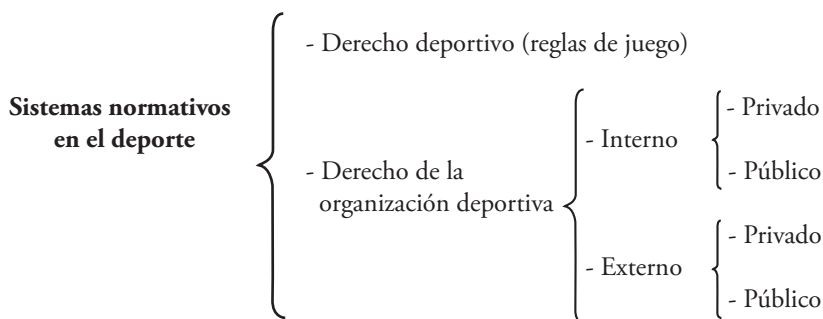 - Derecho deportivo (reglas de juego)
Sistemas normativos
en el deporte
- Derecho de la
organización deportiva
- Interno
- Privado
- Público
- Externo
- Privado
- Público